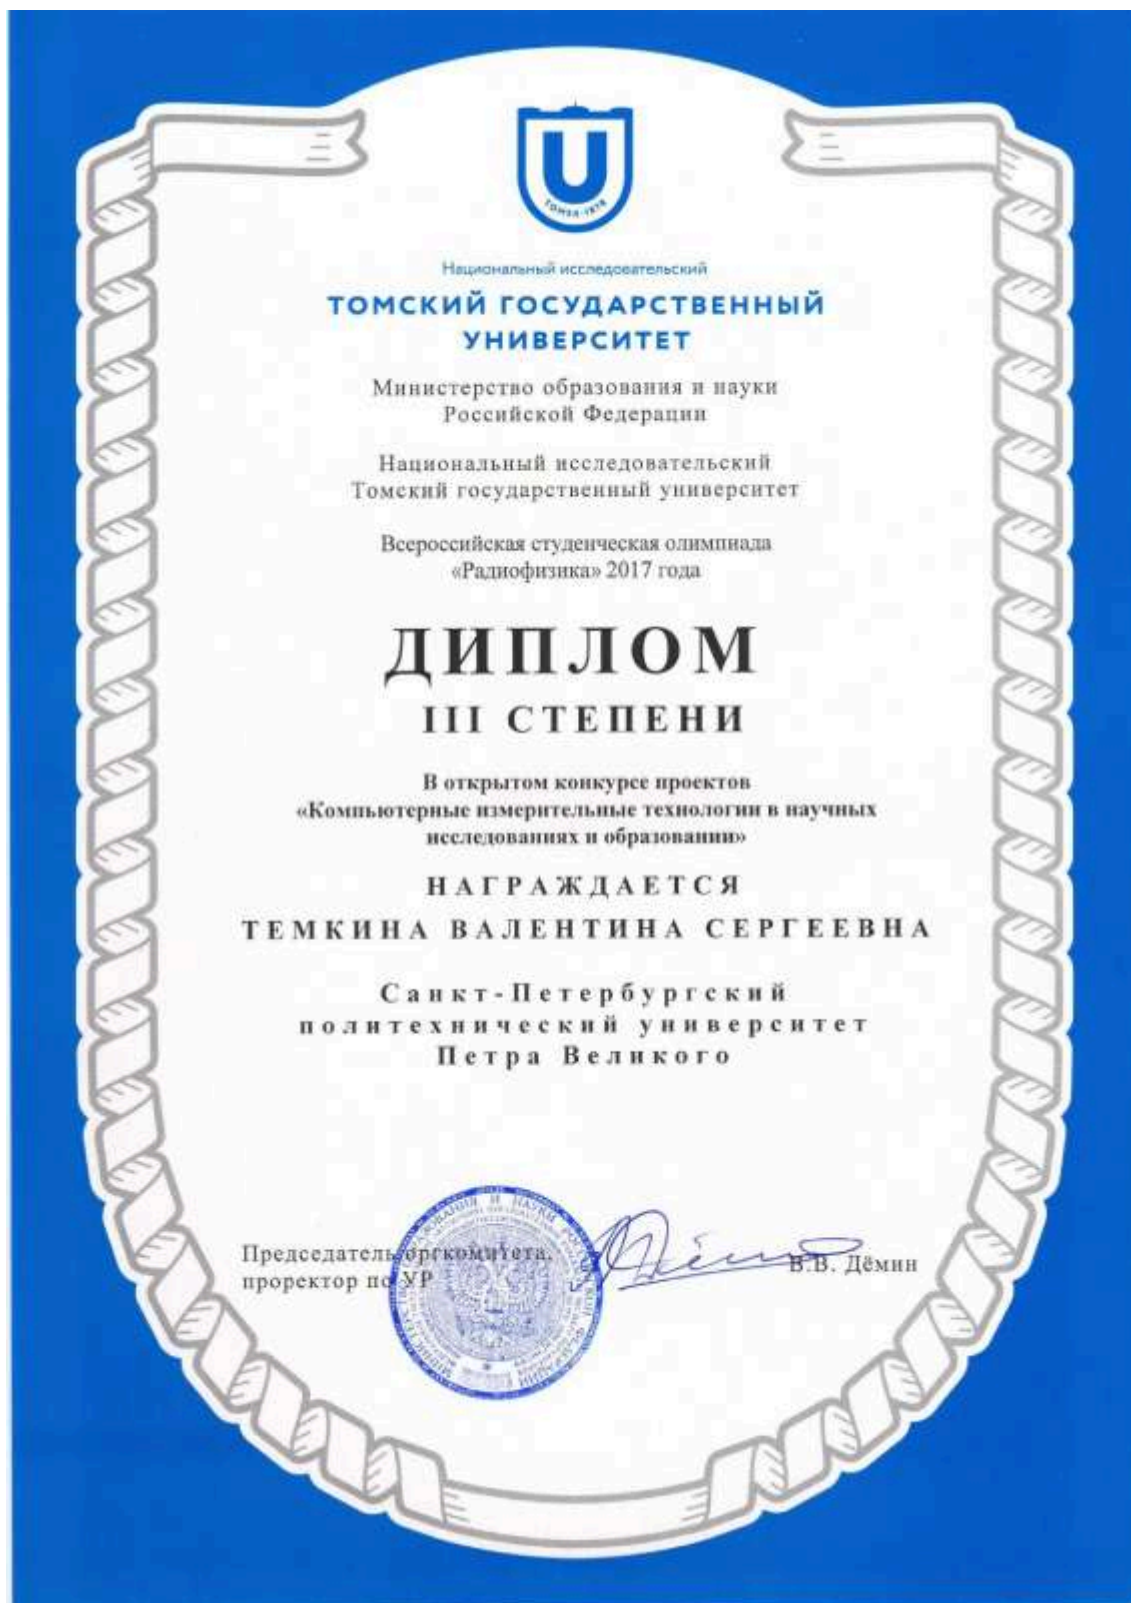 U
ТОМСК·1878
Национальный исследовательский
ТОМСКИЙ ГОСУДАРСТВЕННЫЙ
УНИВЕРСИТЕТ
Министерство образования и науки
Российской Федерации
Национальный исследовательский
Томский государственный университет
Всероссийская студенческая олимпиада
«Радиофизика» 2017 года
ДИПЛОМ
III СТЕПЕНИ
В открытом конкурсе проектов
«Компьютерные измерительные технологии в научных
исследованиях и образовании»
НАГРАЖДАЕТСЯ
ТЕМКИНА ВАЛЕНТИНА СЕРГЕЕВНА
Санкт-Петербургский
политехнический университет
Петра Великого
Председатель оргкомитета,
проректор по УР
В.В. Дёмин